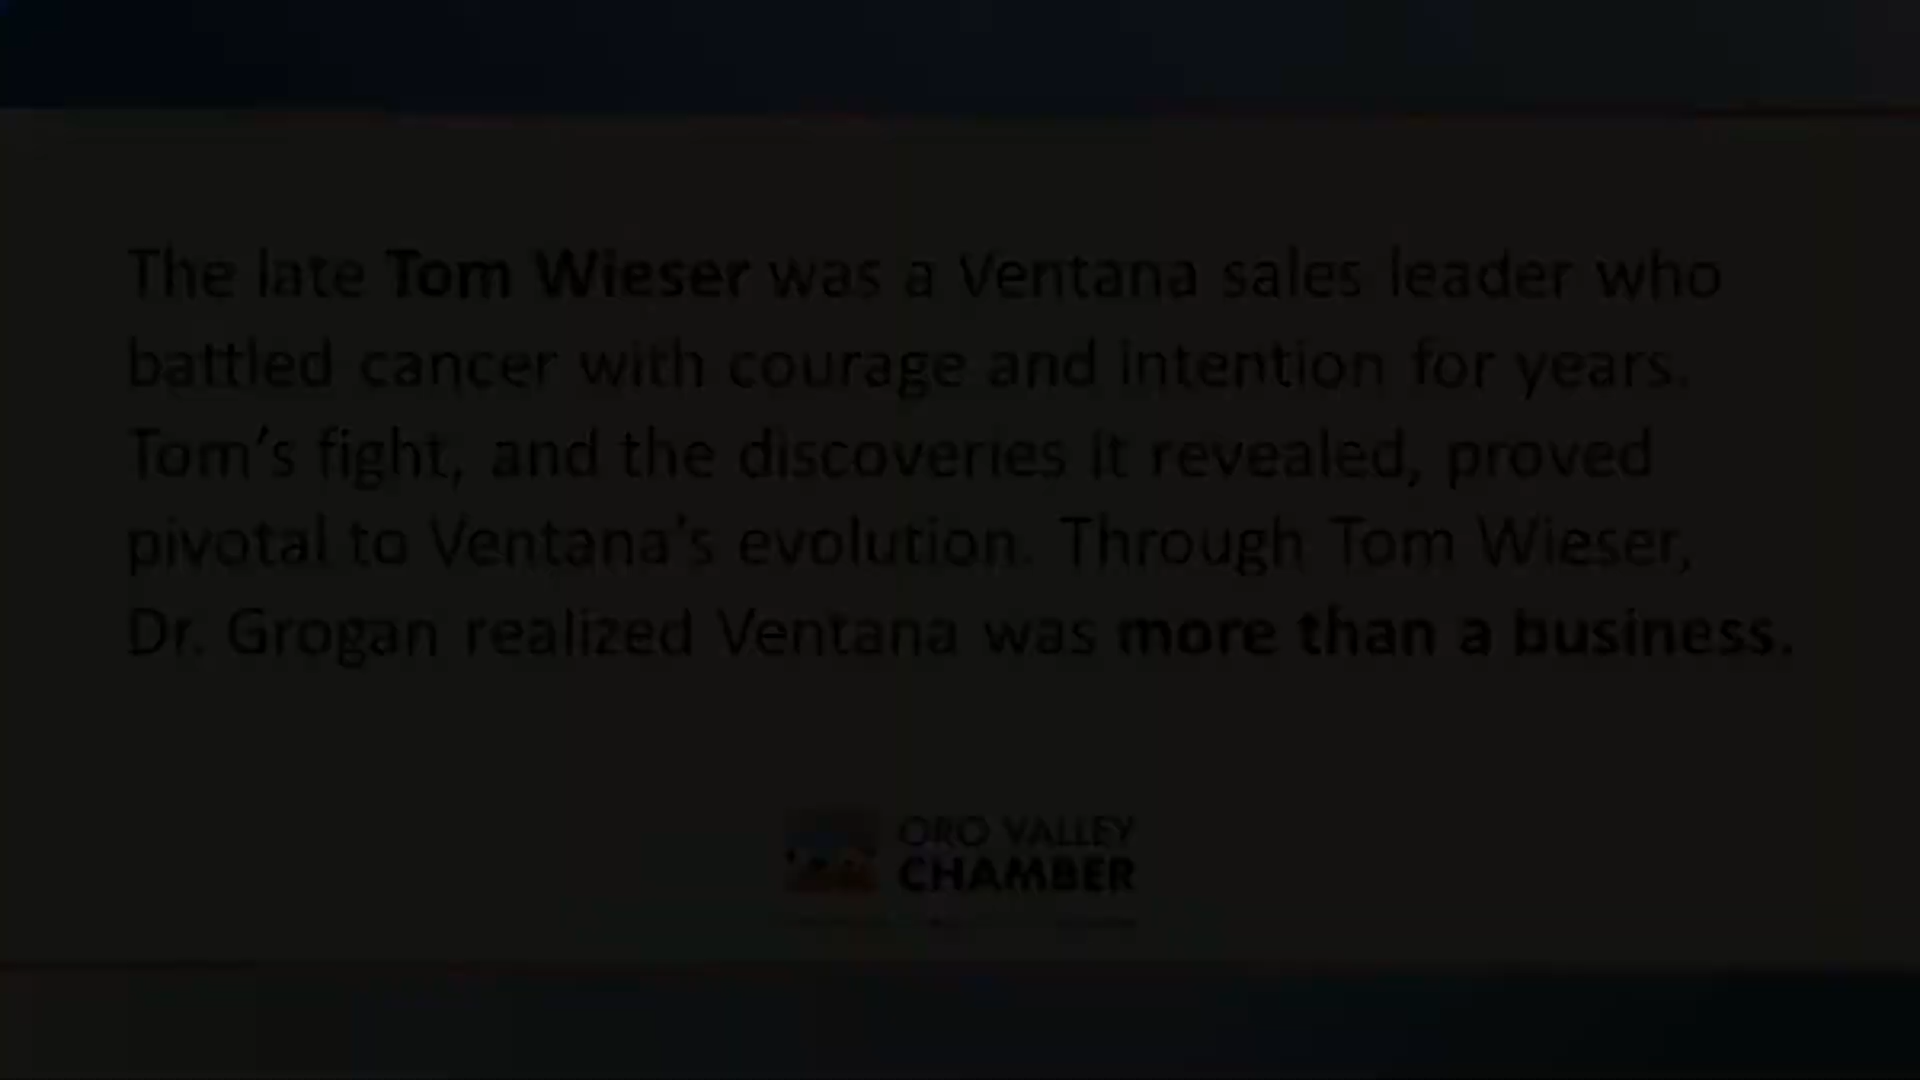 The late Tom Wieser was a Ventana sales leader who
battled cancer with courage and intention for years.
Tom's fight, and the discoveries it revealed, proved
pivotal to Ventana's evolution. Through Tom Wieser,
Dr. Grogan realized Ventana was more than a business.
ORO VALLEY
CHAMBER